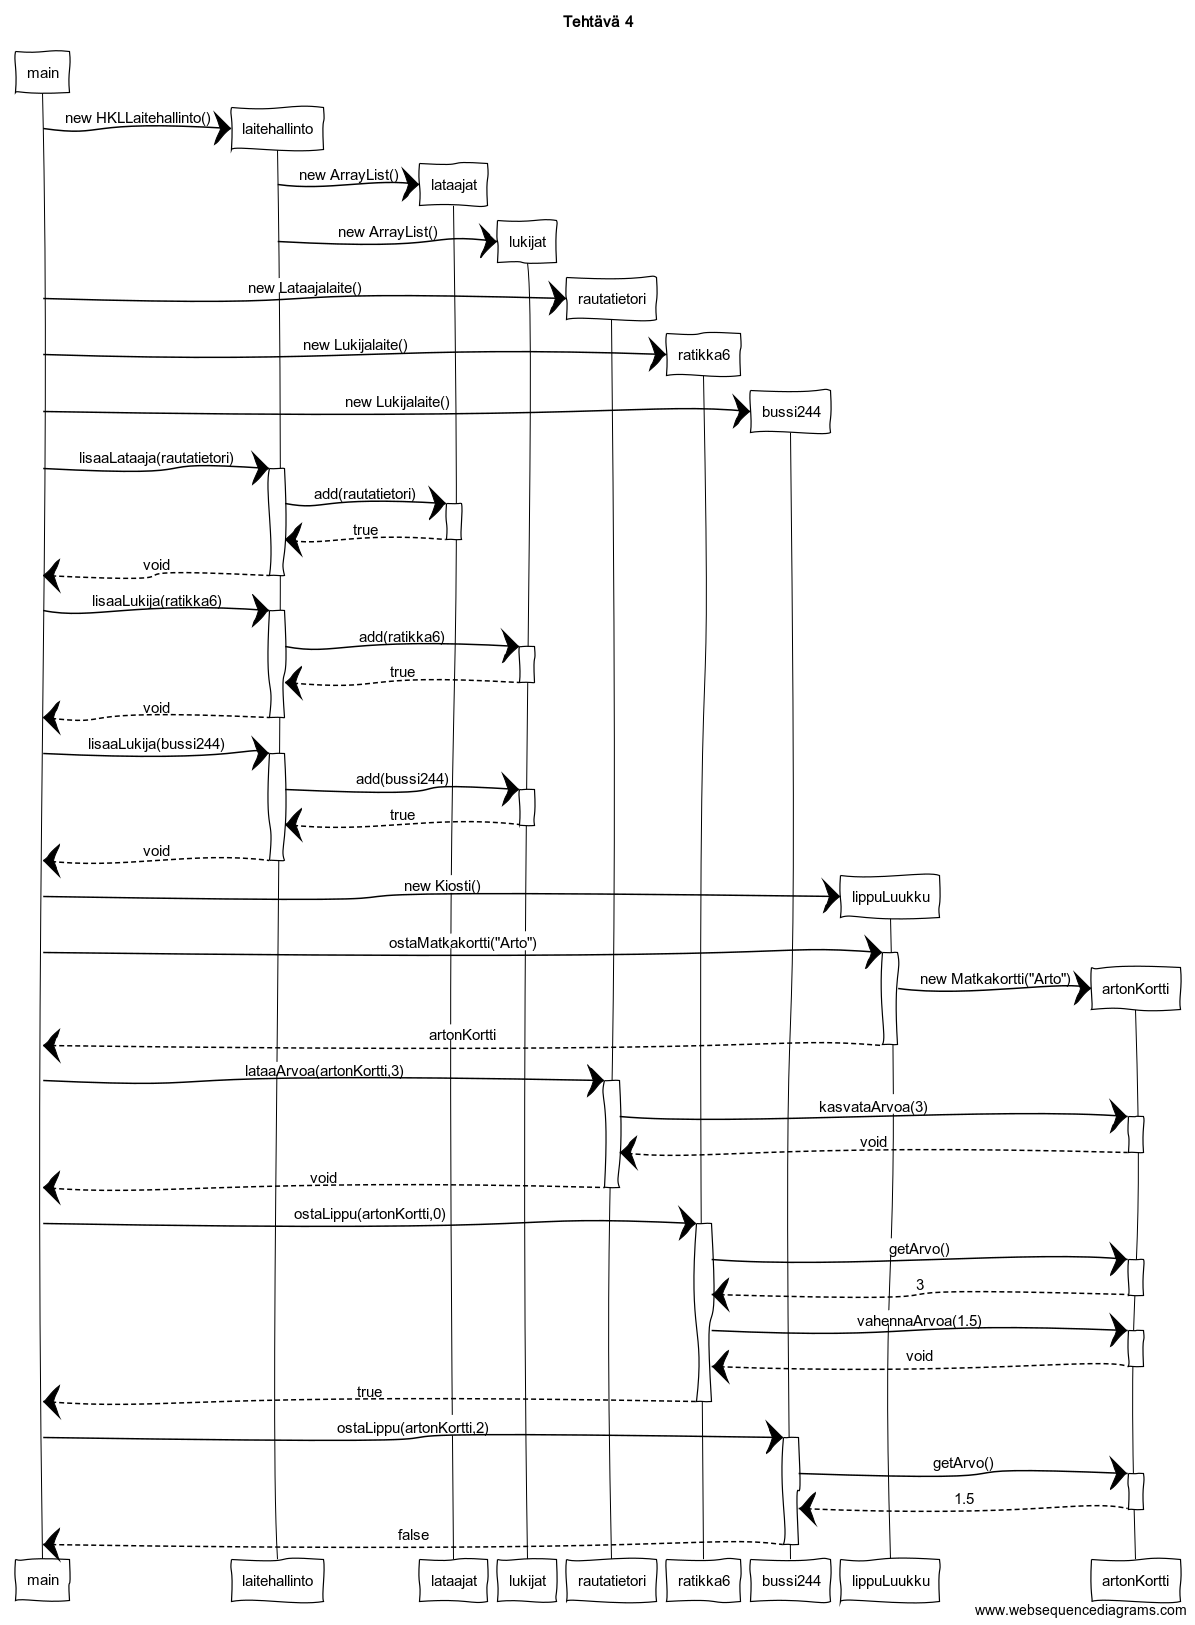 Tehtävä 4
main
new HKLLaitehallinto()
laitehallinto
new ArrayList()
lataajat
new ArrayList()
lukijat
new Lataajalaite()
rautatietori
new Lukijalaite()
ratikka6
new Lukijalaite()
bussi244
lisaaLataaja(rautatietori)
add(rautatietori)
true
void
lisaaLukija(ratikka6)
add(ratikka6)
true
void
lisaaLukija(bussi244)
add(bussi244)
true
void
new Kiosti()
lippuLuukku
ostaMatkakortti("Arto")
new Matkakortti("Arto")
artonKortti
artonKortti
lataaArvoa(artonKortti,3)
kasvataArvoa(3)
void
void
ostaLippu(artonKortti,0)
getArvo()
3
vahennaArvoa(1.5)
void
true
ostaLippu(artonKortti,2)
getArvo()
1.5
false
main laitehallinto lataajat lukijat rautatietori ratikka6 bussi244 lippuLuukku artonKortti
www.websequencediagrams.com